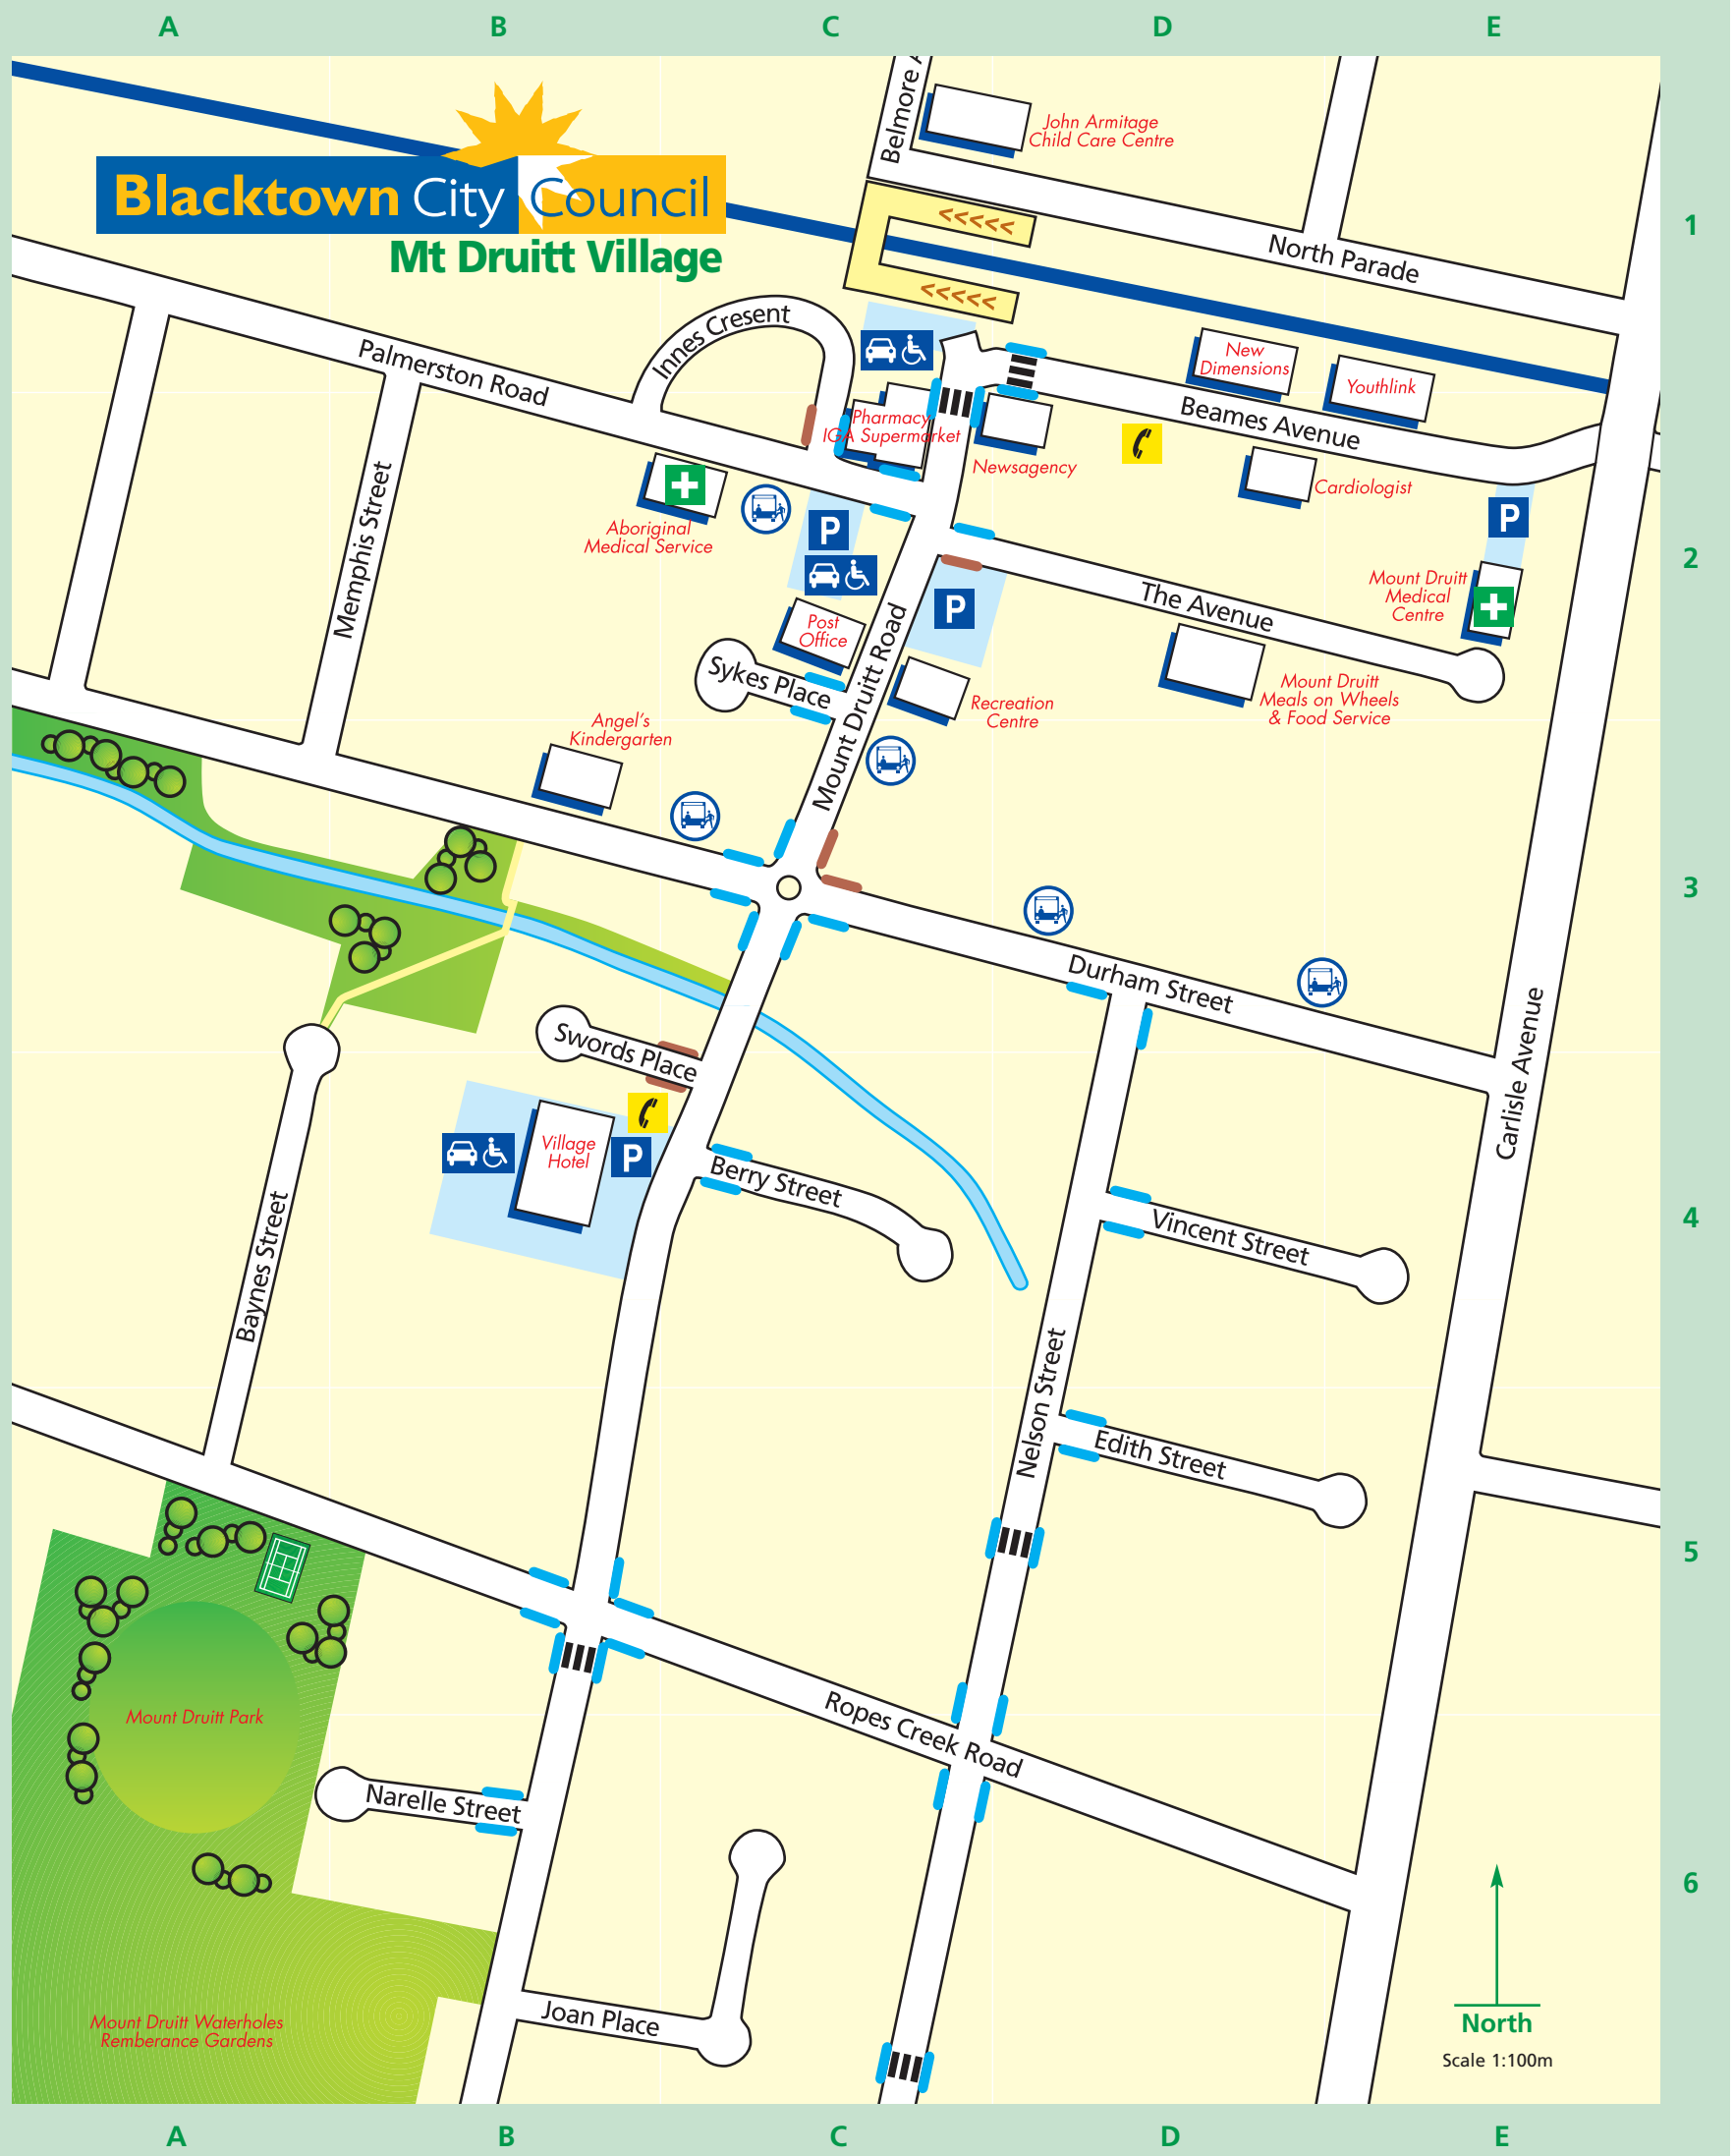 A B C D E
Blacktown City Council
Mt Druitt Village
Belmore A
John Armitage
Child Care Centre
1
North Parade
Innes Cresent
Palmerston Road
New
Dimensions
Youthlink
Beames Avenue
Pharmacy
IGA Supermarket
Newsagency
Cardiologist
Aboriginal
Medical Service
P
P
P
2
Memphis Street
Mount Druitt
Medical
Centre
The Avenue
Post
Office
Sykes Place
Mount Druitt Road
Recreation
Centre
Mount Druitt
Meals on Wheels
& Food Service
Angel's
Kindergarten
3
Durham Street
Carlisle Avenue
Swords Place
Village
Hotel
P
Berry Street
Baynes Street
Vincent Street
4
Nelson Street
Edith Street
5
Mount Druitt Park
Ropes Creek Road
Narelle Street
6
Joan Place
Mount Druitt Waterholes
Remberance Gardens
North
Scale 1:100m
A B C D E